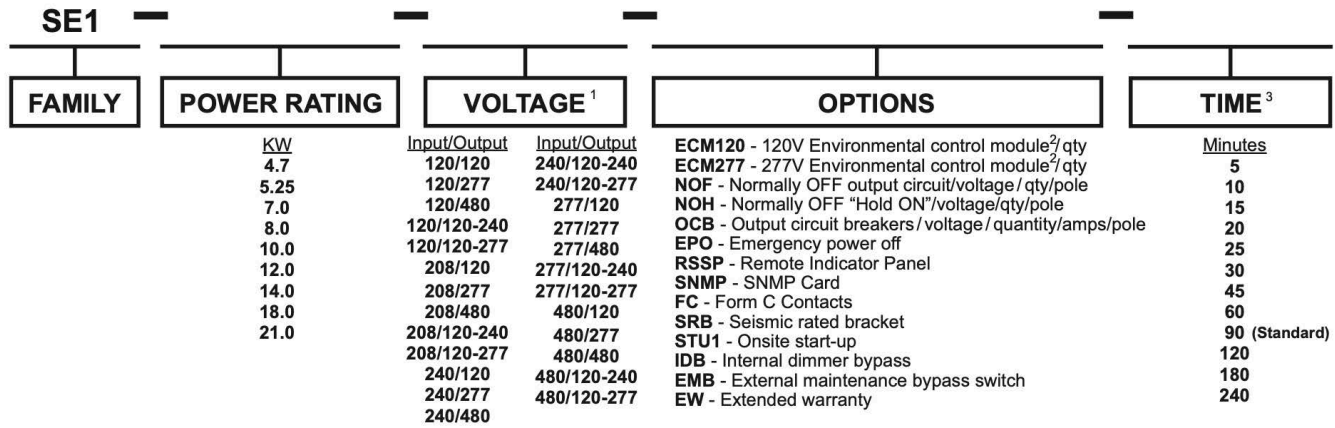 SE1
FAMILY
POWER RATING
KW
4.7
5.25
7.0
8.0
10.0
12.0
14.0
18.0
21.0
VOLTAGE 1
Input/Output
120/120
120/277
120/480
120/120-240
120/120-277
208/120
208/277
208/480
208/120-240
208/120-277
240/120
240/277
240/480
Input/Output
240/120-240
240/120-277
277/120
277/277
277/480
277/120-240
277/120-277
480/120
480/277
480/480
480/120-240
480/120-277
OPTIONS
ECM120 - 120V Environmental control module2/qty
ECM277 - 277V Environmental control module2/qty
NOF - Normally OFF output circuit/voltage/qty/pole
NOH - Normally OFF “Hold ON”/voltage/qty/pole
OCB - Output circuit breakers/voltage/quantity/amps/pole
EPO - Emergency power off
RSSP - Remote Indicator Panel
SNMP - SNMP Card
FC - Form C Contacts
SRB - Seismic rated bracket
STU1 - Onsite start-up
IDB - Internal dimmer bypass
EMB - External maintenance bypass switch
EW - Extended warranty
TIME 3
Minutes
5
10
15
20
25
30
45
60
90 (Standard)
120
180
240